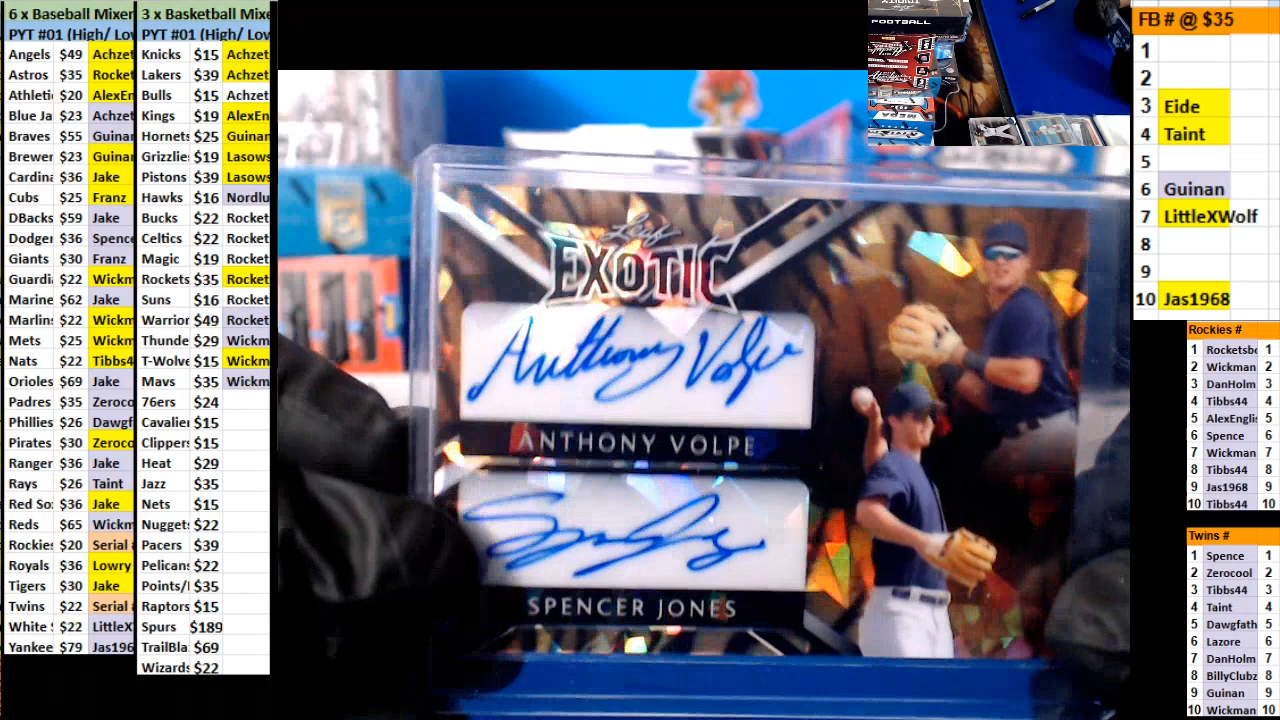 6 x Baseball Mixer
PYT #01 (High/ Lov
Angels $49 Achzet
Astros $35 Rocket
Athletic $20 AlexEn
Blue Ja $23 Achzet
Braves $55 Guinar
Brewer $23 Guinar
Cardina $36 Jake
Cubs $25 Franz
DBacks $59 Jake
Dodger $36 Spence
Giants $30 Franz
Guardi $22 Wickm
Marine $62 Jake
Marlins $22 Wickm
Mets $25 Wickm
Nats $22 Tibbs4
Orioles $69 Jake
Padres $35 Zeroco
Phillies $26 Dawgf
Pirates $30 Zeroco
Ranger $36 Jake
Rays $26 Taint
Red So $36 Jake
Reds $65 Wickm
Rockies $20 Serial
Royals $36 Lowry
Tigers $30 Jake
Twins $22 Serial
White $22 LittleX
Yankee $79 Jas196
3 x Basketball Mixe
PYT #01 (High/ Lov
Knicks $15 Achzet
Lakers $39 Achzet
Bulls $15 Achzet
Kings $19 AlexEn
Hornets $25 Guinan
Grizzlie $19 Lasows
Pistons $39 Lasows
Hawks $16 Nordlu
Bucks $22 Rocket
Celtics $22 Rocket
Magic $19 Rocket
Rockets $35 Rocket
Suns $16 Rocket
Warrior $49 Rocket
Thunde $29 Wickm
T-Wolve $15 Wickm
Mavs $35 Wickm
76ers $24
Cavalier $15
Clippers $15
Heat $29
Jazz $35
Nets $15
Nuggets $22
Pacers $39
Pelicans $22
Points/ $35
Raptors $15
Spurs $189
TrailBla $69
Wizards $22
FOOTBALL
MEGA
Leaf
EXOTIC
Anthony Volpe
ANTHONY VOLPE
SPENCER JONES
FB # @ $35
1
2
3 Eide
4 Taint
5
6 Guinan
7 LittleXWolf
8
9
10 Jas1968
Rockies #
1 Rocketsb 1
2 Wickman 2
3 DanHolm 3
4 Tibbs44 4
5 AlexEnglis 5
6 Spence 6
7 Wickman 7
8 Tibbs44 8
9 Jas1968 9
10 Tibbs44 10
Twins #
1 Spence 1
2 Zerocool 2
3 Tibbs44 3
4 Taint 4
5 Dawgfath 5
6 Lazore 6
7 DanHolm 7
8 BillyClubz 8
9 Guinan 9
10 Wickman 10